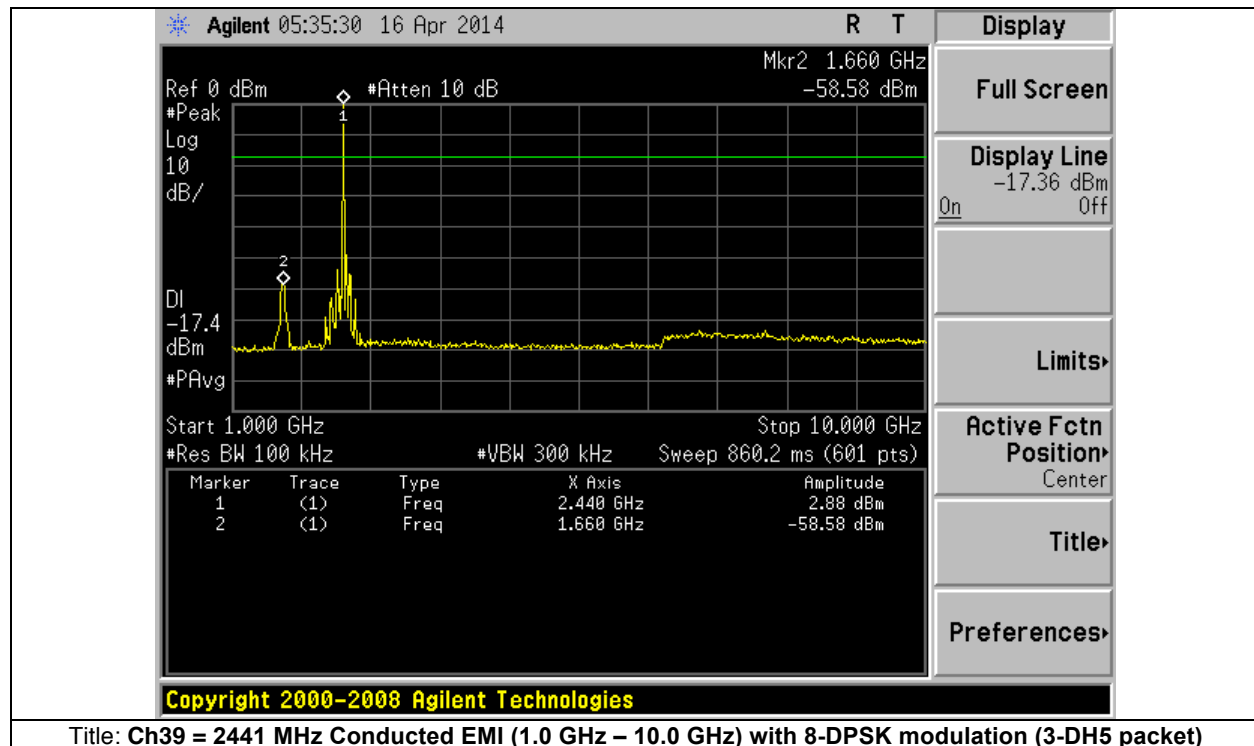 Agilent 05:35:30 16 Apr 2014 R T
Display
Mkr2 1.660 GHz
Ref 0 dBm #Atten 10 dB -58.58 dBm
Full Screen
#Peak
1
Log
10
dB/
Display Line
-17.36 dBm
On Off
2
DI
-17.4
dBm
Limits
#PAvg
Start 1.000 GHz Stop 10.000 GHz
#Res BW 100 kHz #VBW 300 kHz Sweep 860.2 ms (601 pts)
Active Fctn
Position
Center
Marker Trace Type X Axis Amplitude
1 (1) Freq 2.440 GHz 2.88 dBm
2 (1) Freq 1.660 GHz -58.58 dBm
Title
Preferences
Copyright 2000-2008 Agilent Technologies
Title: Ch39 = 2441 MHz Conducted EMI (1.0 GHz – 10.0 GHz) with 8-DPSK modulation (3-DH5 packet)